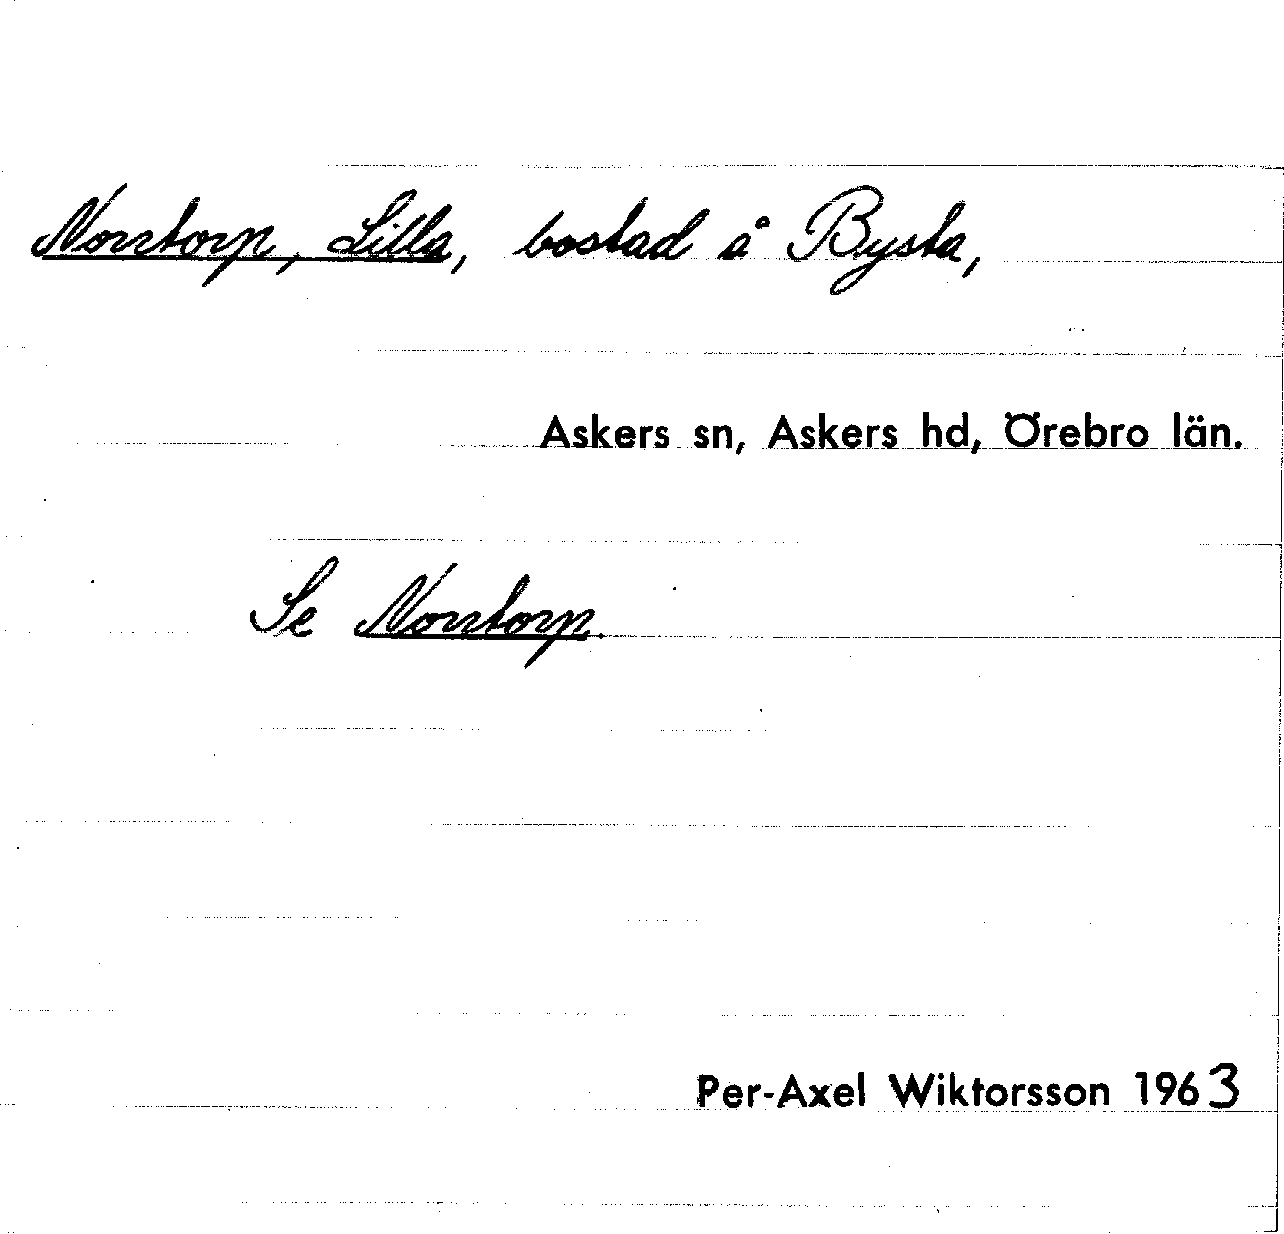 Norrtorp, Lilla, bostad å Bysta,
Askers sn, Askers hd, Örebro län.
Se Norrtorp.
Per-Axel Wiktorsson 1963